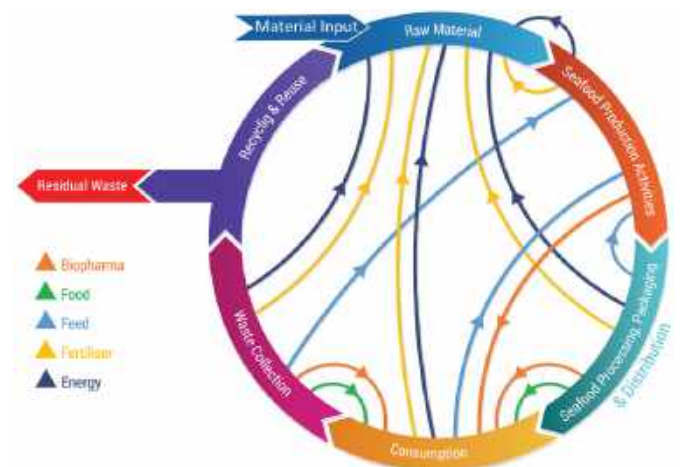 Material Input
Raw Material
Seafood Production Activities
Seafood Processing, Packaging
& Distribution
Consumption
Waste Collection
Recyclig & Reuse
Residual Waste
Biopharma
Food
Feed
Fertiliser
Energy